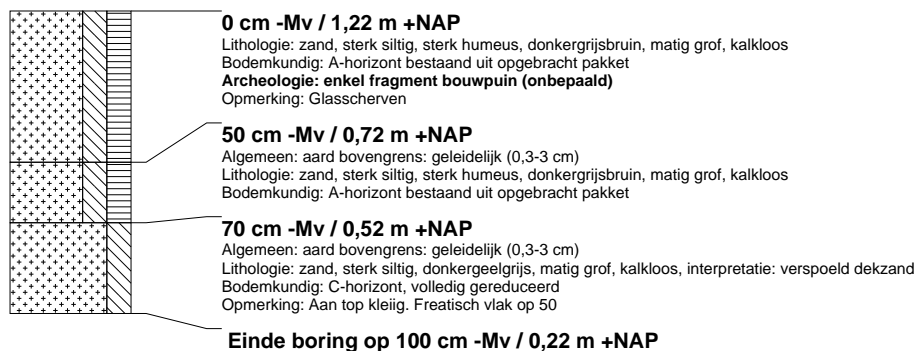 0 cm -Mv / 1,22 m +NAP
Lithologie: zand, sterk siltig, sterk humeus, donkergrijsbruin, matig grof, kalkloos
Bodemkundig: A-horizont bestaand uit opgebracht pakket
Archeologie: enkel fragment bouwpuin (onbepaald)
Opmerking: Glasscherven
50 cm -Mv / 0,72 m +NAP
Algemeen: aard bovengrens: geleidelijk (0,3-3 cm)
Lithologie: zand, sterk siltig, sterk humeus, donkergrijsbruin, matig grof, kalkloos
Bodemkundig: A-horizont bestaand uit opgebracht pakket
70 cm -Mv / 0,52 m +NAP
Algemeen: aard bovengrens: geleidelijk (0,3-3 cm)
Lithologie: zand, sterk siltig, donkergeelgrijs, matig grof, kalkloos, interpretatie: verspoeld dekzand
Bodemkundig: C-horizont, volledig gereduceerd
Opmerking: Aan top kleiig. Freatisch vlak op 50
Einde boring op 100 cm -Mv / 0,22 m +NAP